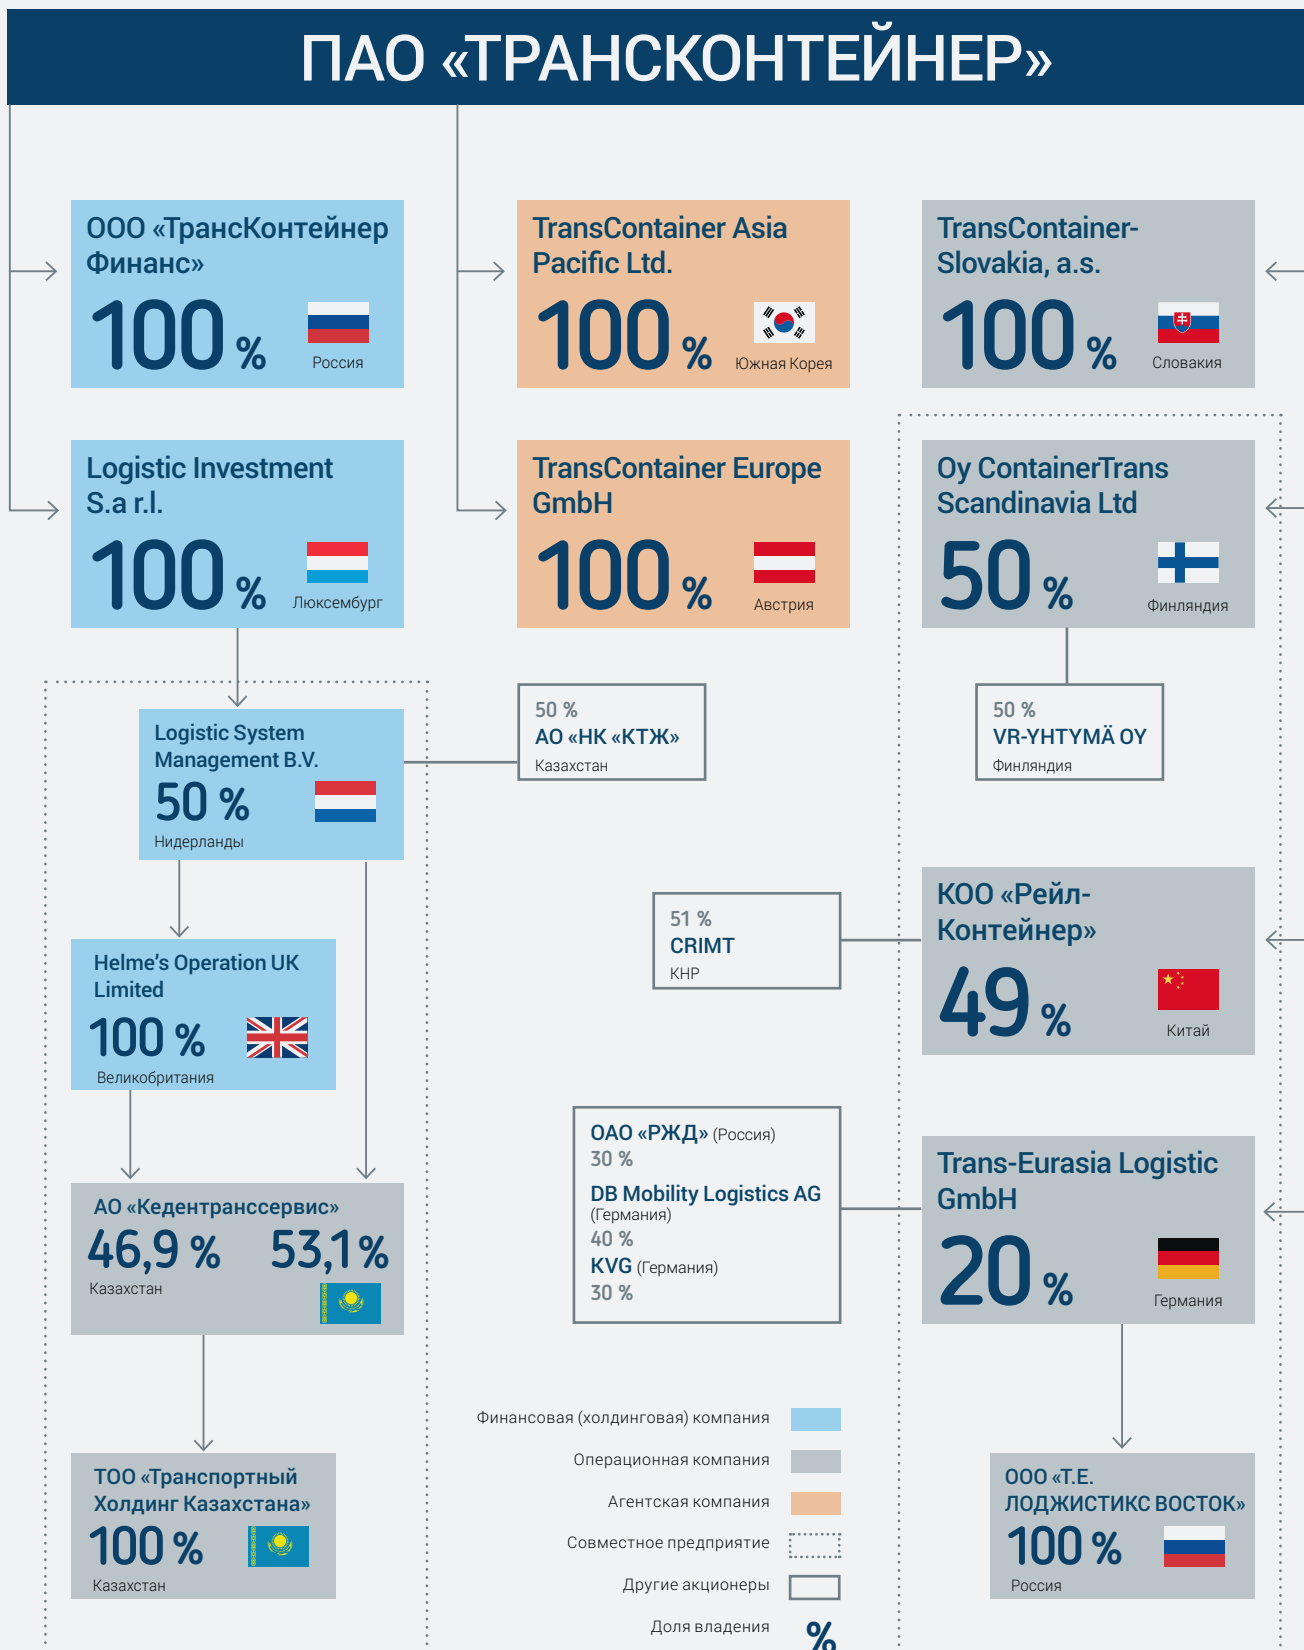 ПАО «ТРАНСКОНТЕЙНЕР»
ООО «ТрансКонтейнер
Финанс»
100 %
Россия
TransContainer Asia
Pacific Ltd.
100 %
Южная Корея
TransContainer-
Slovakia, a.s.
100 %
Словакия
Logistic Investment
S.a r.l.
100 %
Люксембург
TransContainer Europe
GmbH
100 %
Австрия
Oy ContainerTrans
Scandinavia Ltd
50 %
Финляндия
Logistic System
Management B.V.
50 %
Нидерланды
50 %
АО «НК «КТЖ»
Казахстан
50 %
VR-YHTYMÄ OY
Финляндия
Helme’s Operation UK
Limited
100 %
Великобритания
51 %
CRIMT
КНР
КОО «Рейл-
Контейнер»
49 %
Китай
АО «Кедентранссервис»
46,9 % 53,1 %
Казахстан
ОАО «РЖД» (Россия)
30 %
DB Mobility Logistics AG
(Германия)
40 %
KVG (Германия)
30 %
Trans-Eurasia Logistic
GmbH
20 %
Германия
ТОО «Транспортный
Холдинг Казахстана»
100 %
Казахстан
ООО «Т.Е.
ЛОДЖИСТИКС ВОСТОК»
100 %
Россия
Финансовая (холдинговая) компания
Операционная компания
Агентская компания
Совместное предприятие
Другие акционеры
Доля владения %